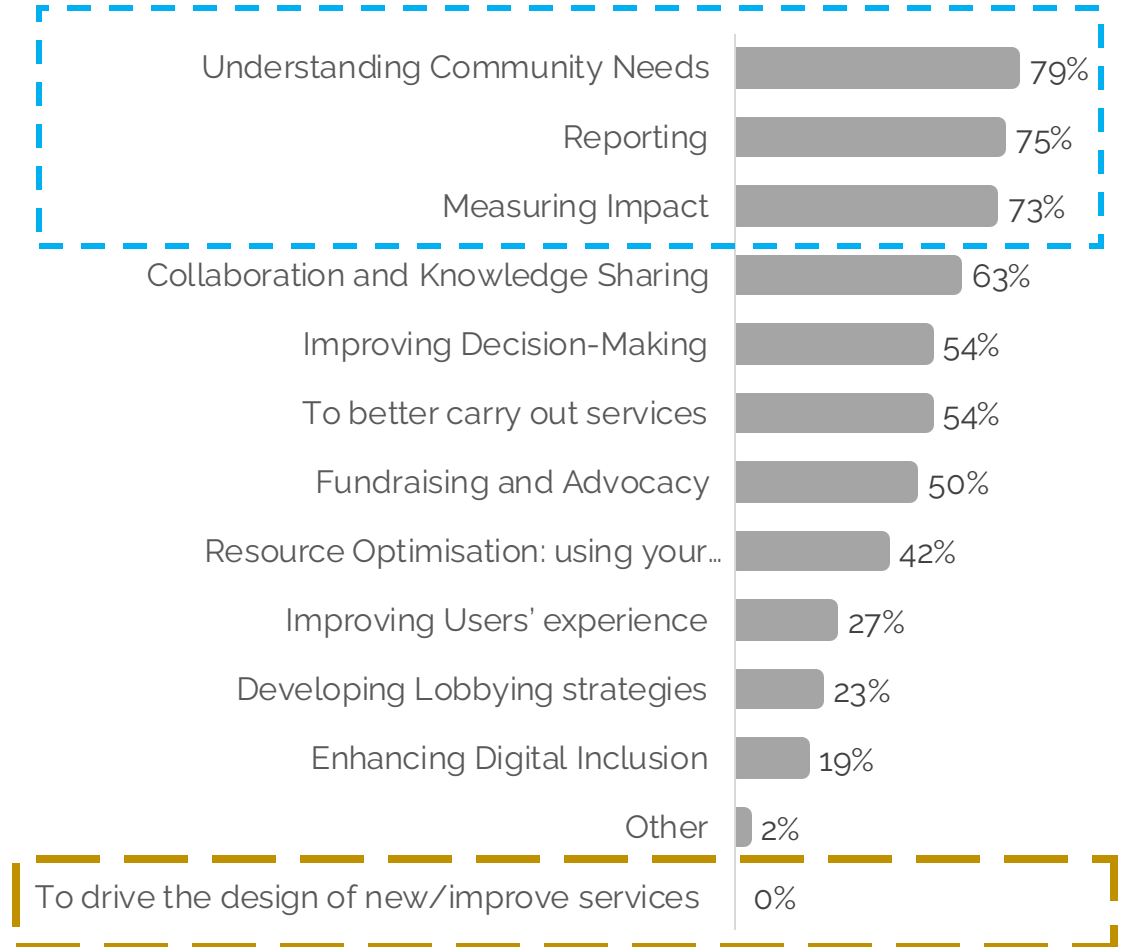 Understanding Community Needs 79%
Reporting 75%
Measuring Impact 73%
Collaboration and Knowledge Sharing 63%
Improving Decision-Making 54%
To better carry out services 54%
Fundraising and Advocacy 50%
Resource Optimisation: using your... 42%
Improving Users’ experience 27%
Developing Lobbying strategies 23%
Enhancing Digital Inclusion 19%
Other 2%
To drive the design of new/improve services 0%